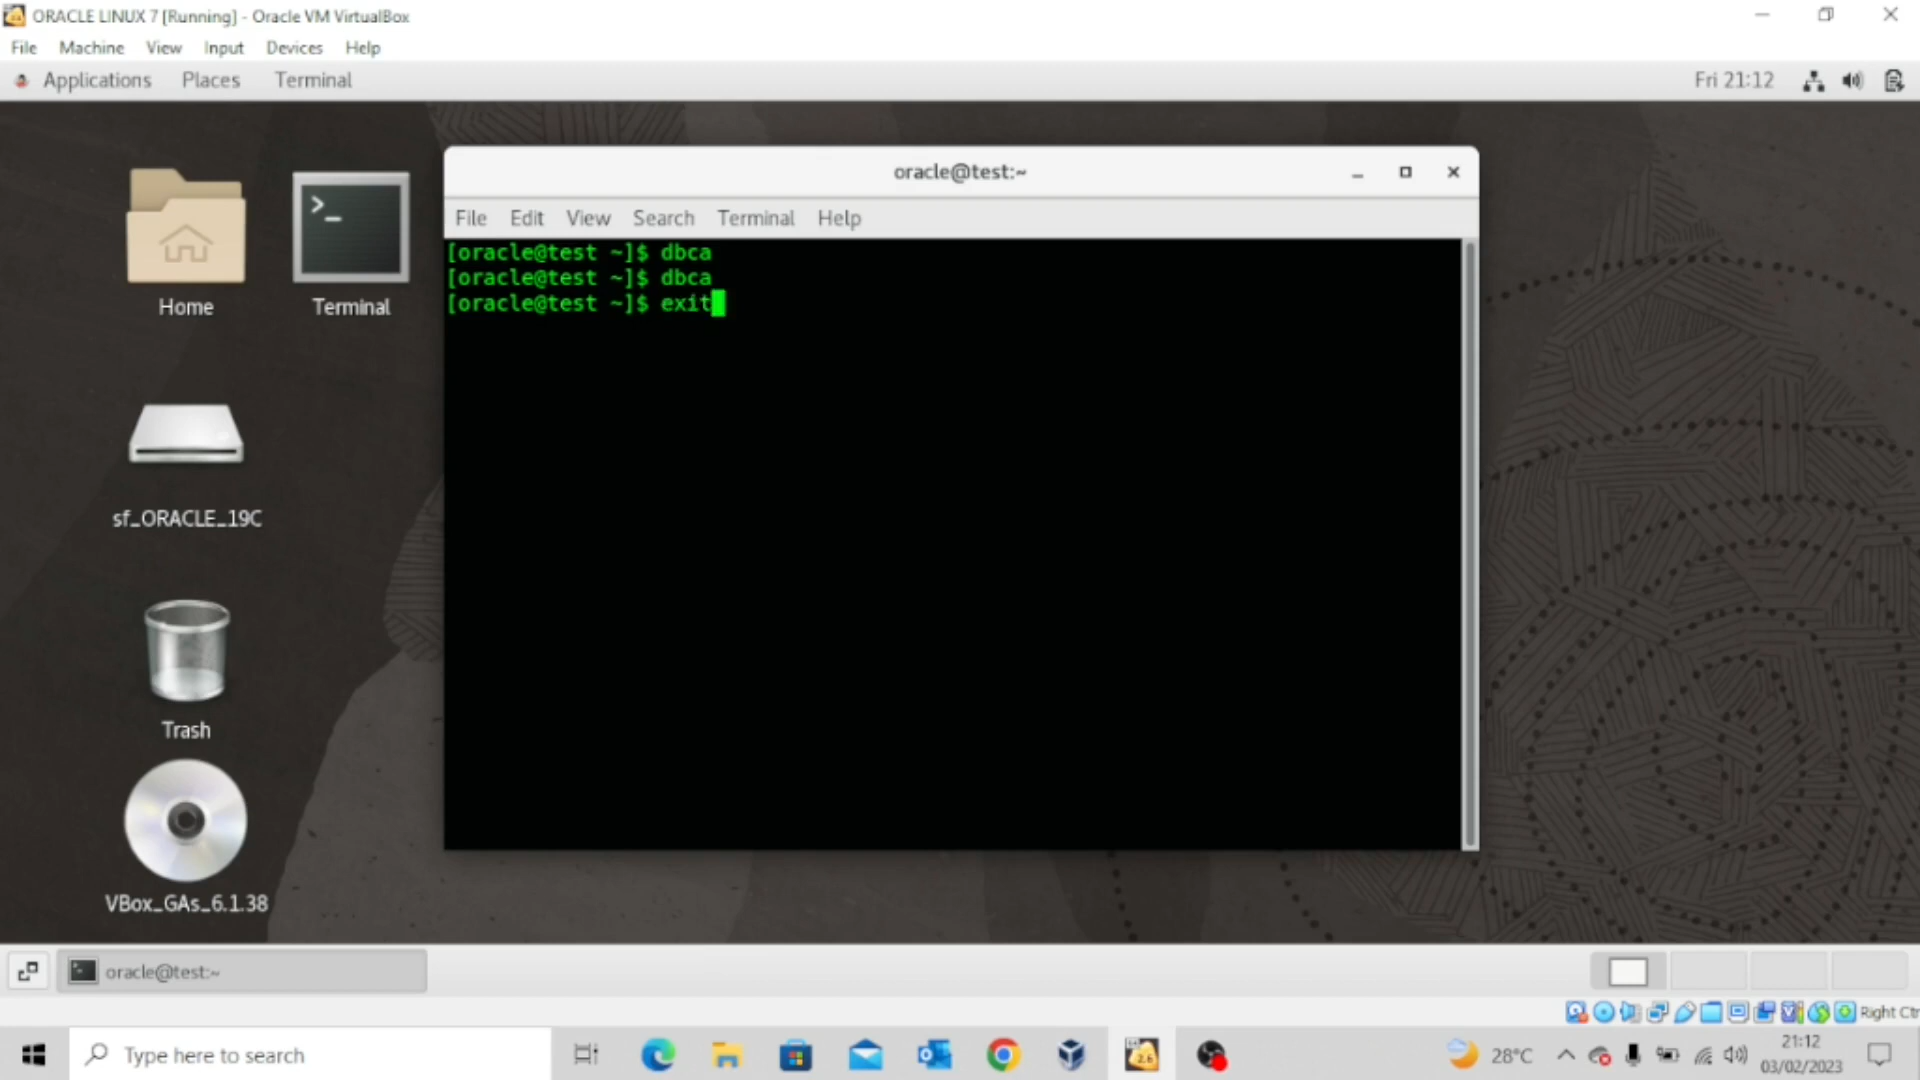 ORACLE LINUX 7 [Running] - Oracle VM VirtualBox
File Machine View Input Devices Help
Applications Places Terminal Fri 21:12
oracle@test:~
File Edit View Search Terminal Help
[oracle@test ~]$ dbca
[oracle@test ~]$ dbca
[oracle@test ~]$ exit
Home
Terminal
sf_ORACLE_19C
Trash
VBox_GAs_6.1.38
oracle@test:~
Right Ctr
Type here to search
28°C
21:12
03/02/2023